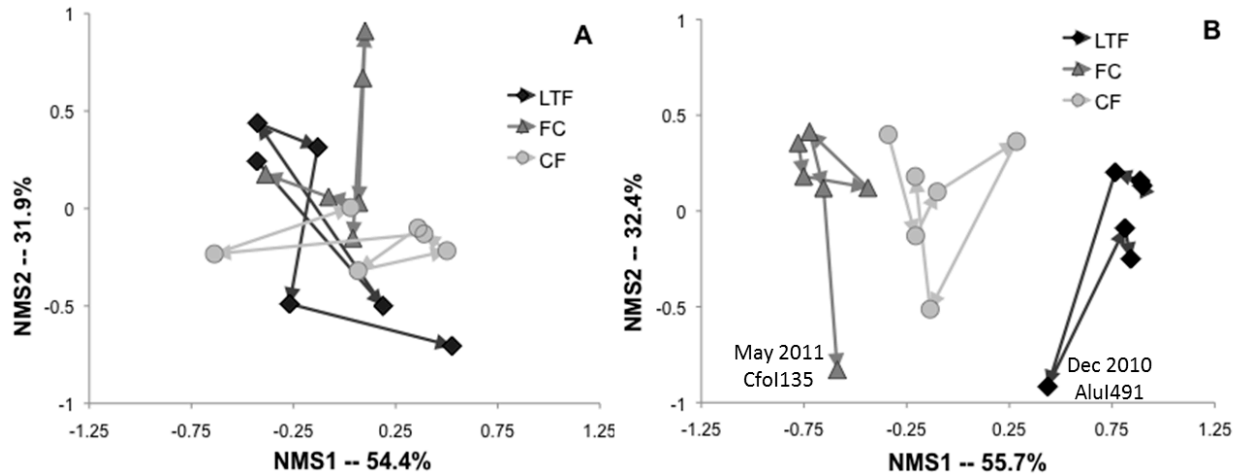 A
LTF
FC
CF
1
0.5
0
-0.5
-1
-1.25
-0.75
-0.25
0.25
0.75
1.25
NMS1 -- 54.4%
NMS2 -- 31.9%
B
LTF
FC
CF
1
0.5
0
-0.5
-1
May 2011
CfoI135
Dec 2010
AluI491
-1.25
-0.75
-0.25
0.25
0.75
1.25
NMS1 -- 55.7%
NMS2 -- 32.4%